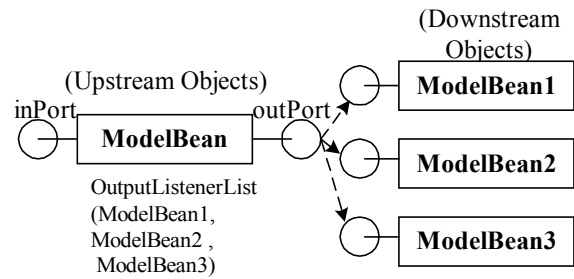 (Downstream
Objects)
(Upstream Objects)
inPort
outPort
ModelBean
ModelBean1
ModelBean2
ModelBean3
OutputListenerList
(ModelBean1,
ModelBean2 ,
ModelBean3)